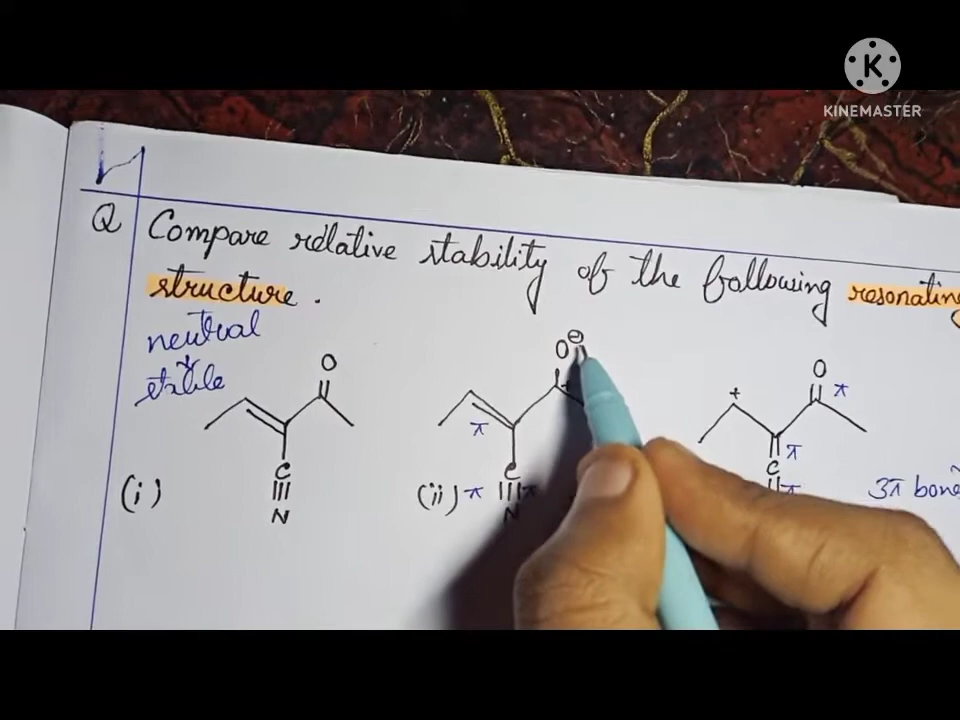 K
KINEMASTER
Q Compare relative stability of the following resonating
structure .
neutral
stable
O
O⊖
+
O
π
π
π
+
C
C
C
(i)
(ii) π
π
π
3π bond
N
N